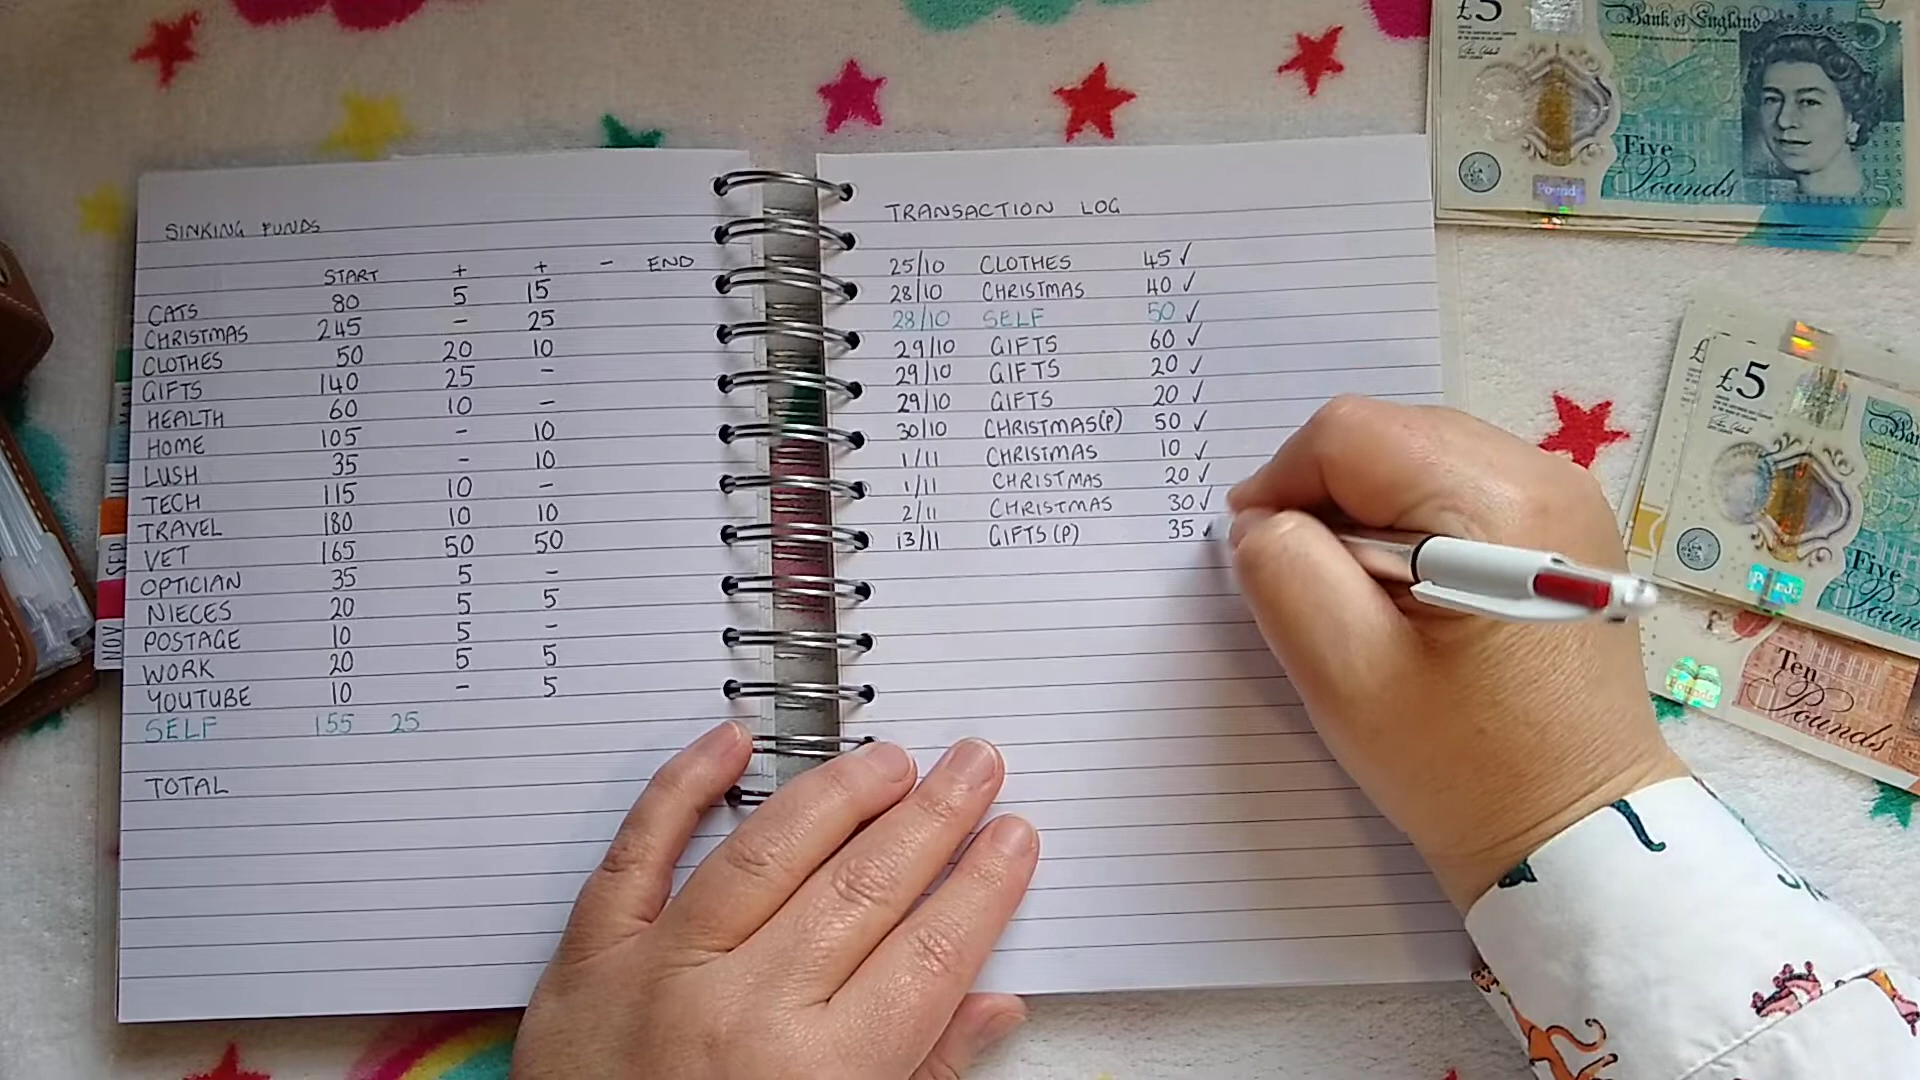 SINKING FUNDS
START + + - END
CATS 80 5 15
CHRISTMAS 245 - 25
CLOTHES 50 20 10
GIFTS 140 25 -
HEALTH 60 10 -
HOME 105 - 10
LUSH 35 - 10
TECH 115 10 -
TRAVEL 180 10 10
VET 165 50 50
OPTICIAN 35 5 -
NIECES 20 5 5
POSTAGE 10 5 -
WORK 20 5 5
YOUTUBE 10 - 5
SELF 155 25
TOTAL
TRANSACTION LOG
25/10 CLOTHES 45 ✓
28/10 CHRISTMAS 40 ✓
28/10 SELF 50 ✓
29/10 GIFTS 60 ✓
29/10 GIFTS 20 ✓
29/10 GIFTS 20 ✓
30/10 CHRISTMAS(P) 50 ✓
1/11 CHRISTMAS 10 ✓
1/11 CHRISTMAS 20 ✓
2/11 CHRISTMAS 30 ✓
13/11 GIFTS (P) 35 ✓
SEP
NOV
£5
Bank of England
5
Five
Pounds
Pounds
£5
Five
Pounds
Ten
Pounds
Pounds